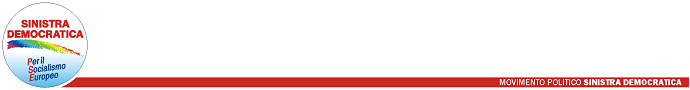 SINISTRA
DEMOCRATICA
Per il
Socialismo
Europeo
MOVIMENTO POLITICO SINISTRA DEMOCRATICA